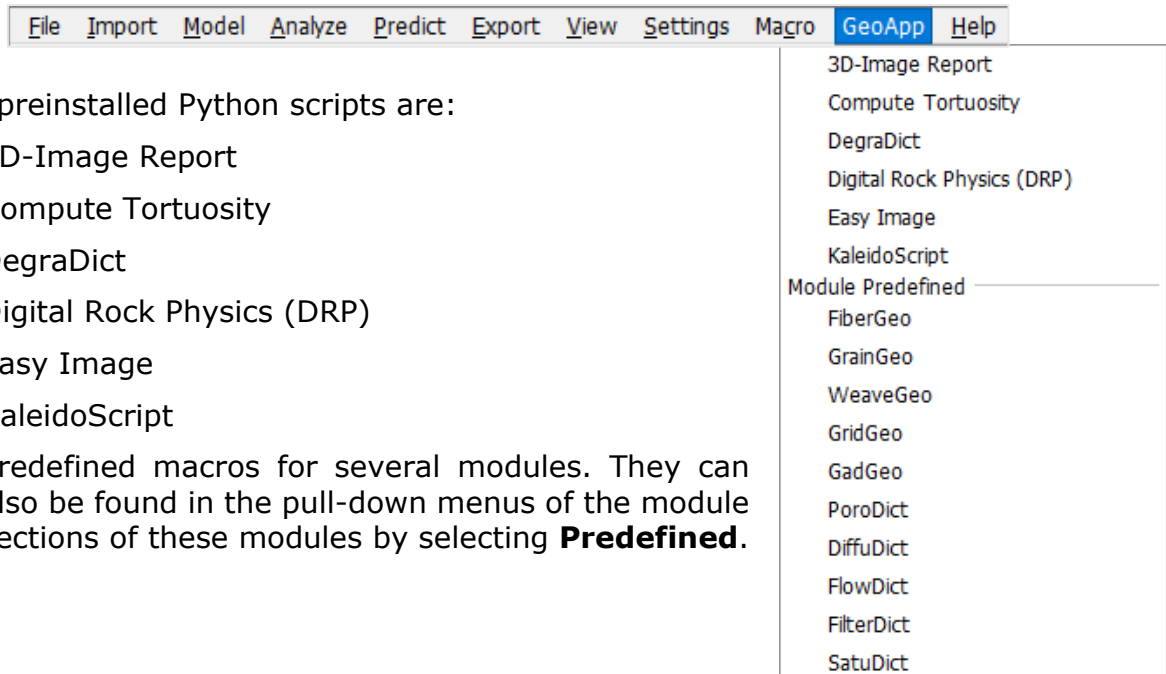 File Import Model Analyze Predict Export View Settings Macro GeoApp Help
preinstalled Python scripts are:
D-Image Report
ompute Tortuosity
egraDict
igital Rock Physics (DRP)
asy Image
aleidoScript
redefined macros for several modules. They can
lso be found in the pull-down menus of the module
ections of these modules by selecting Predefined.
3D-Image Report
Compute Tortuosity
DegraDict
Digital Rock Physics (DRP)
Easy Image
KaleidoScript
Module Predefined
FiberGeo
GrainGeo
WeaveGeo
GridGeo
GadGeo
PoroDict
DiffuDict
FlowDict
FilterDict
SatuDict